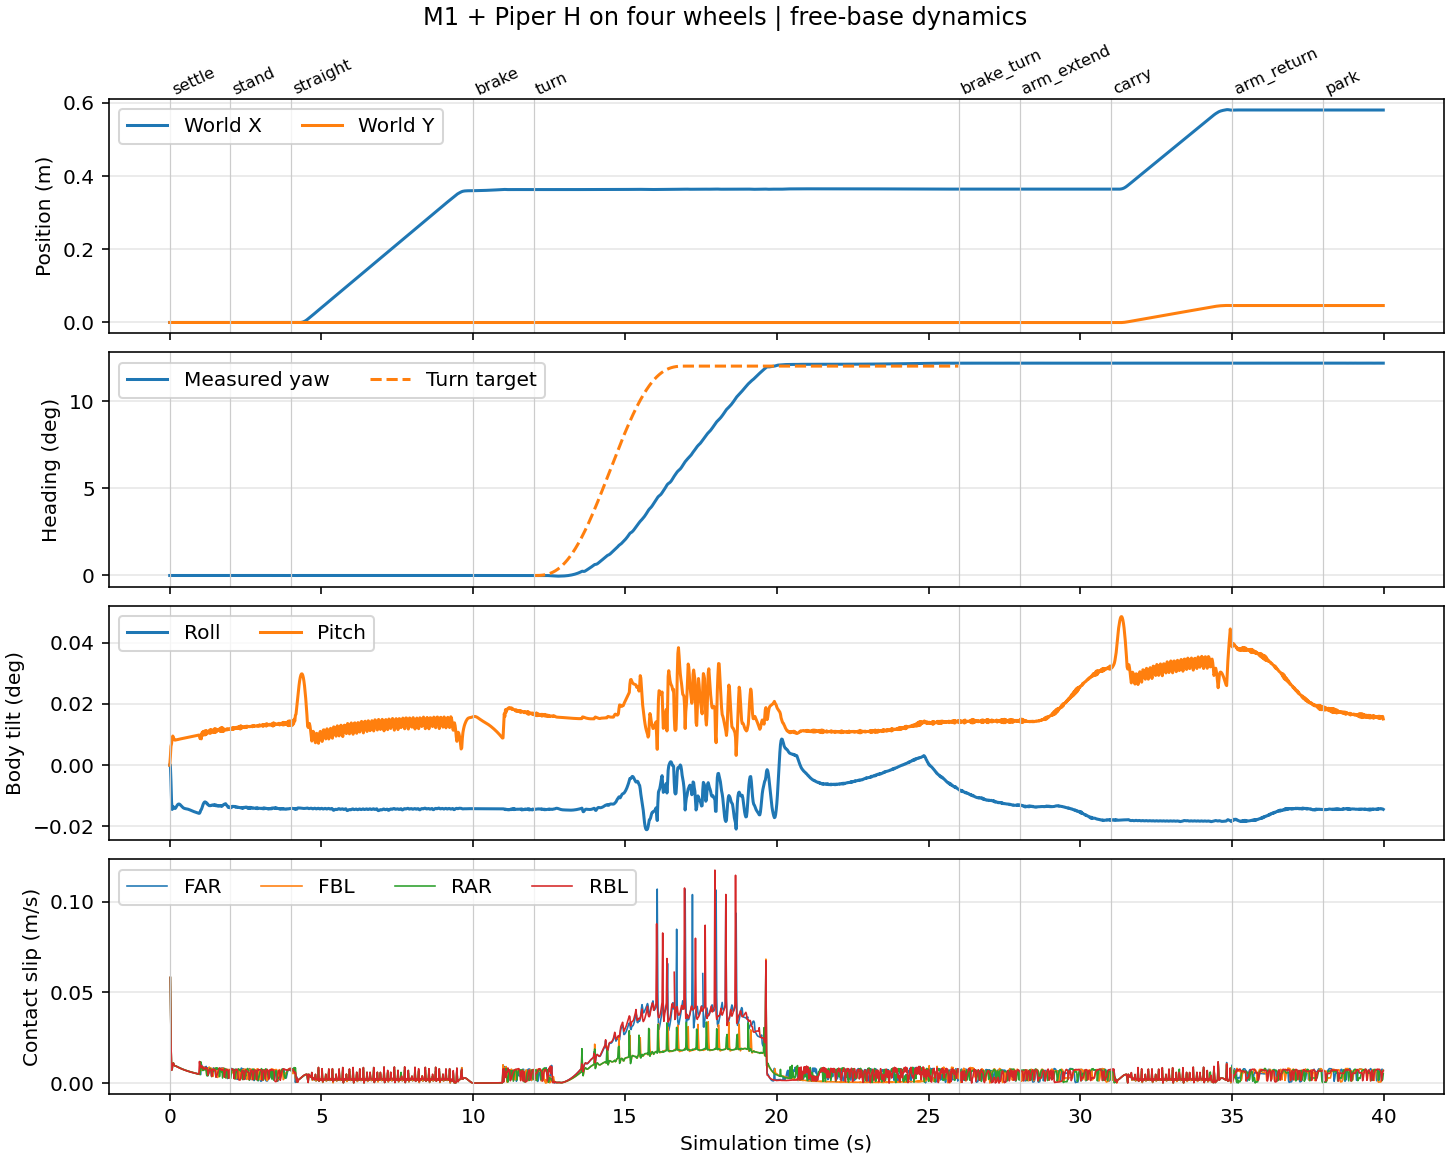 M1 + Piper H on four wheels | free-base dynamics
settle stand straight brake turn brake_turn arm_extend carry arm_return park
World X World Y
Position (m)
0.6
0.4
0.2
0.0
Measured yaw Turn target
Heading (deg)
10
5
0
Roll Pitch
Body tilt (deg)
0.04
0.02
0.00
−0.02
FAR FBL RAR RBL
Contact slip (m/s)
0.10
0.05
0.00
0 5 10 15 20 25 30 35 40
Simulation time (s)